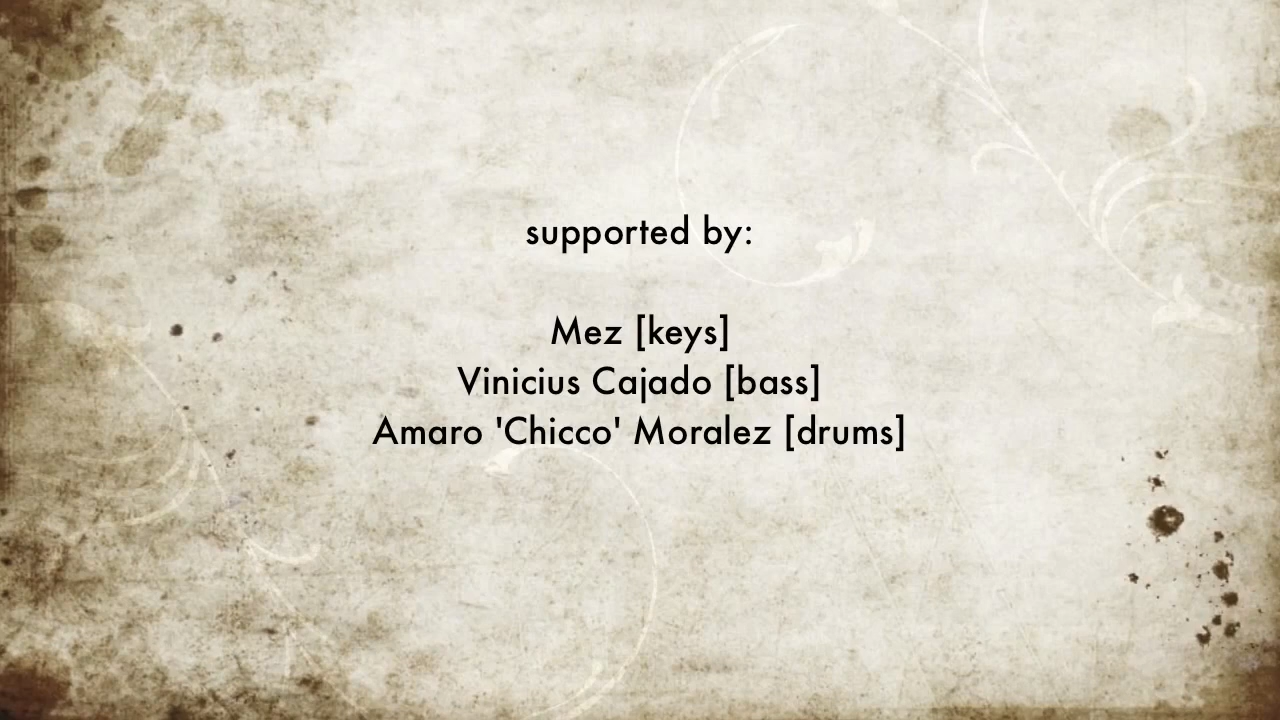 supported by:
Mez [keys]
Vinicius Cajado [bass]
Amaro 'Chicco' Moralez [drums]